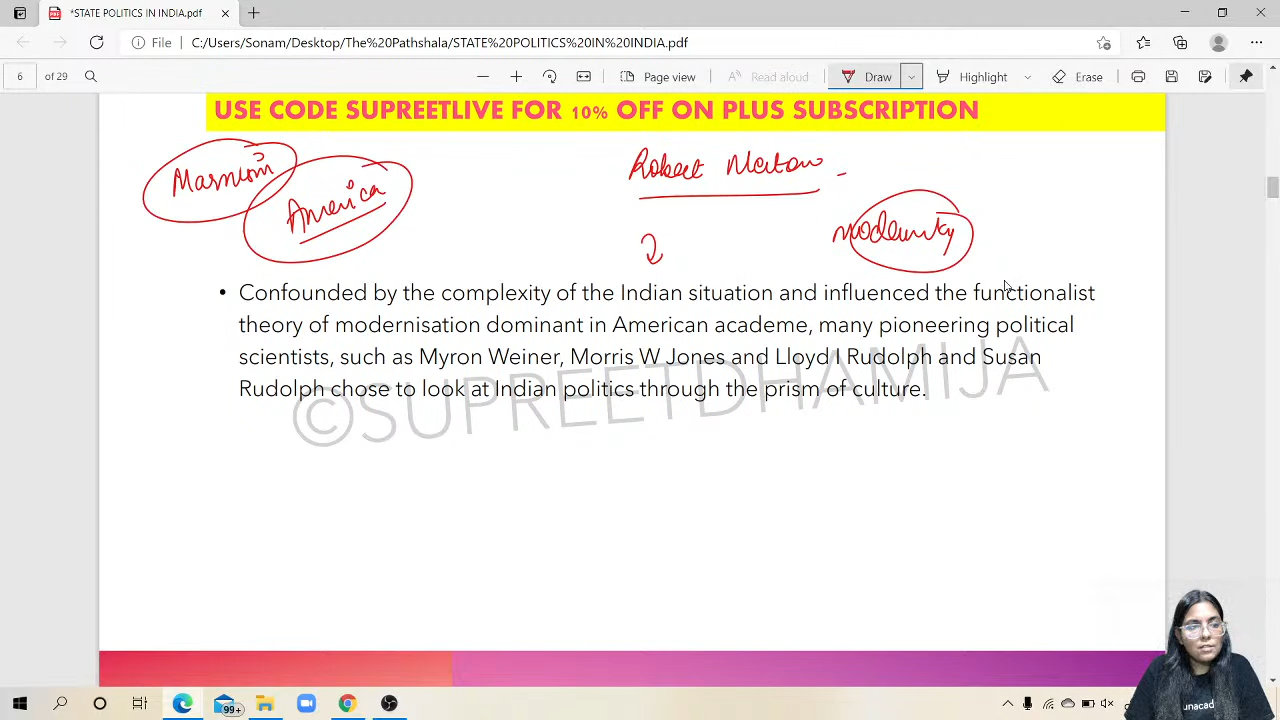 *STATE POLITICS IN INDIA.pdf
File C:/Users/Sonam/Desktop/The%20Pathshala/STATE%20POLITICS%20IN%20INDIA.pdf
6 of 29 Page view Read aloud Draw Highlight Erase
USE CODE SUPREETLIVE FOR 10% OFF ON PLUS SUBSCRIPTION
Robert Merton -
America
modernity
• Confounded by the complexity of the Indian situation and influenced the functionalist
theory of modernisation dominant in American academe, many pioneering political
scientists, such as Myron Weiner, Morris W Jones and Lloyd I Rudolph and Susan
Rudolph chose to look at Indian politics through the prism of culture.
©SUPREETDHAMIJA
unacad
99+